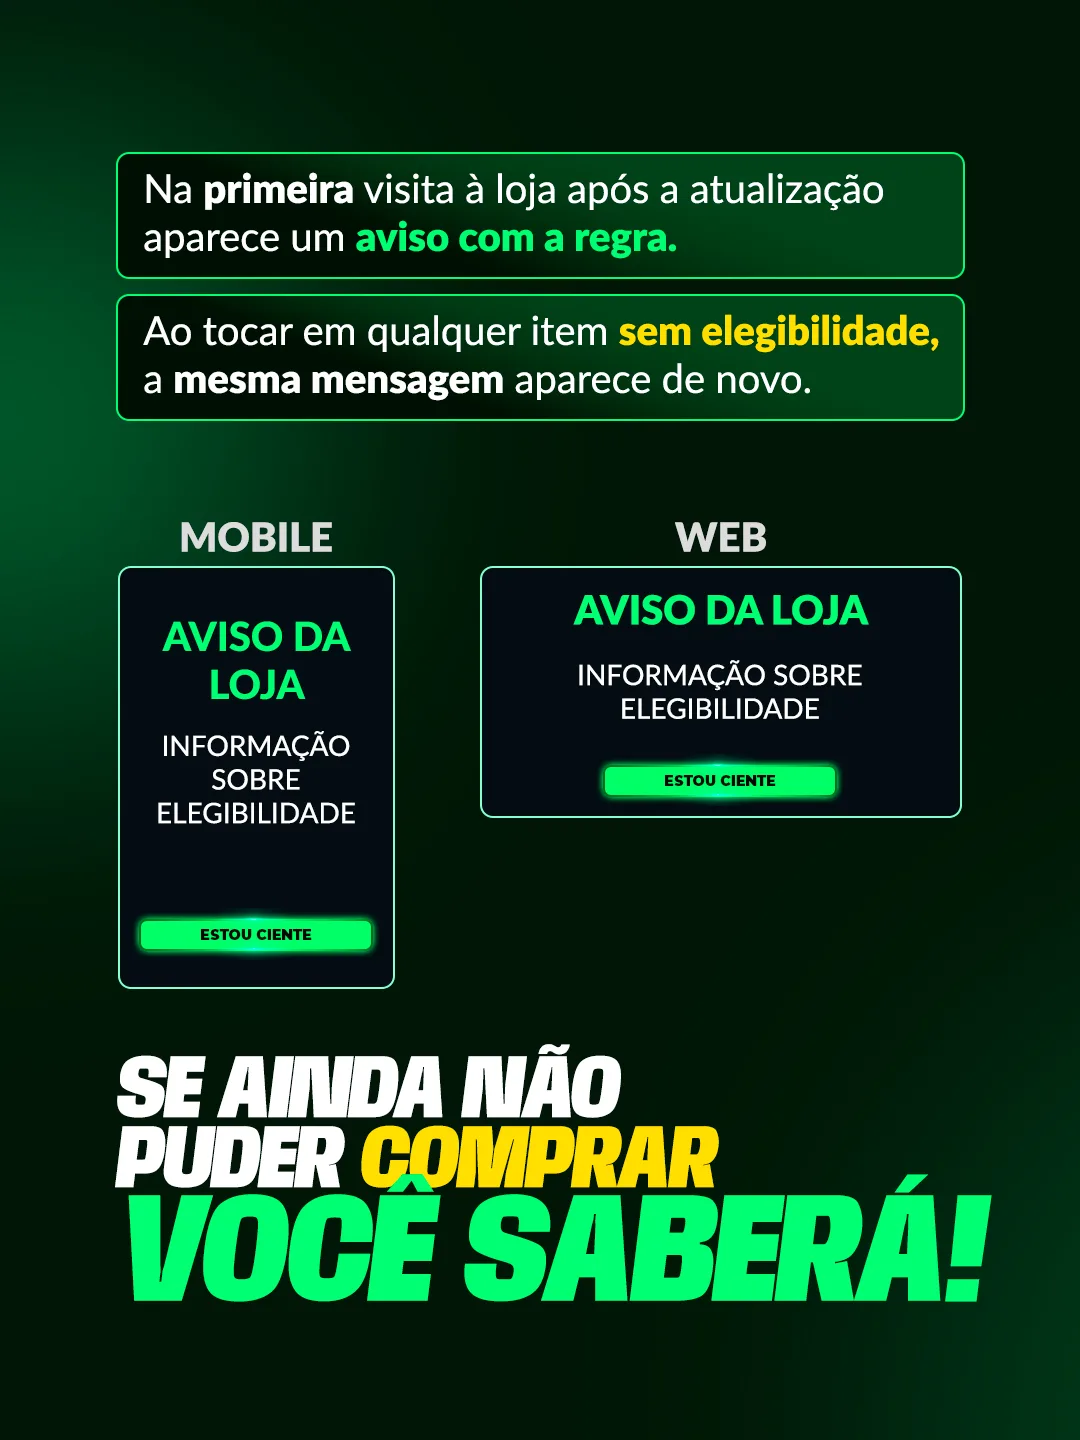 Na primeira visita à loja após a atualização
aparece um aviso com a regra.
Ao tocar em qualquer item sem elegibilidade,
a mesma mensagem aparece de novo.
MOBILE
AVISO DA
LOJA
INFORMAÇÃO
SOBRE
ELEGIBILIDADE
ESTOU CIENTE
WEB
AVISO DA LOJA
INFORMAÇÃO SOBRE
ELEGIBILIDADE
ESTOU CIENTE
SE AINDA NÃO
PUDER COMPRAR
VOCÊ SABERÁ!